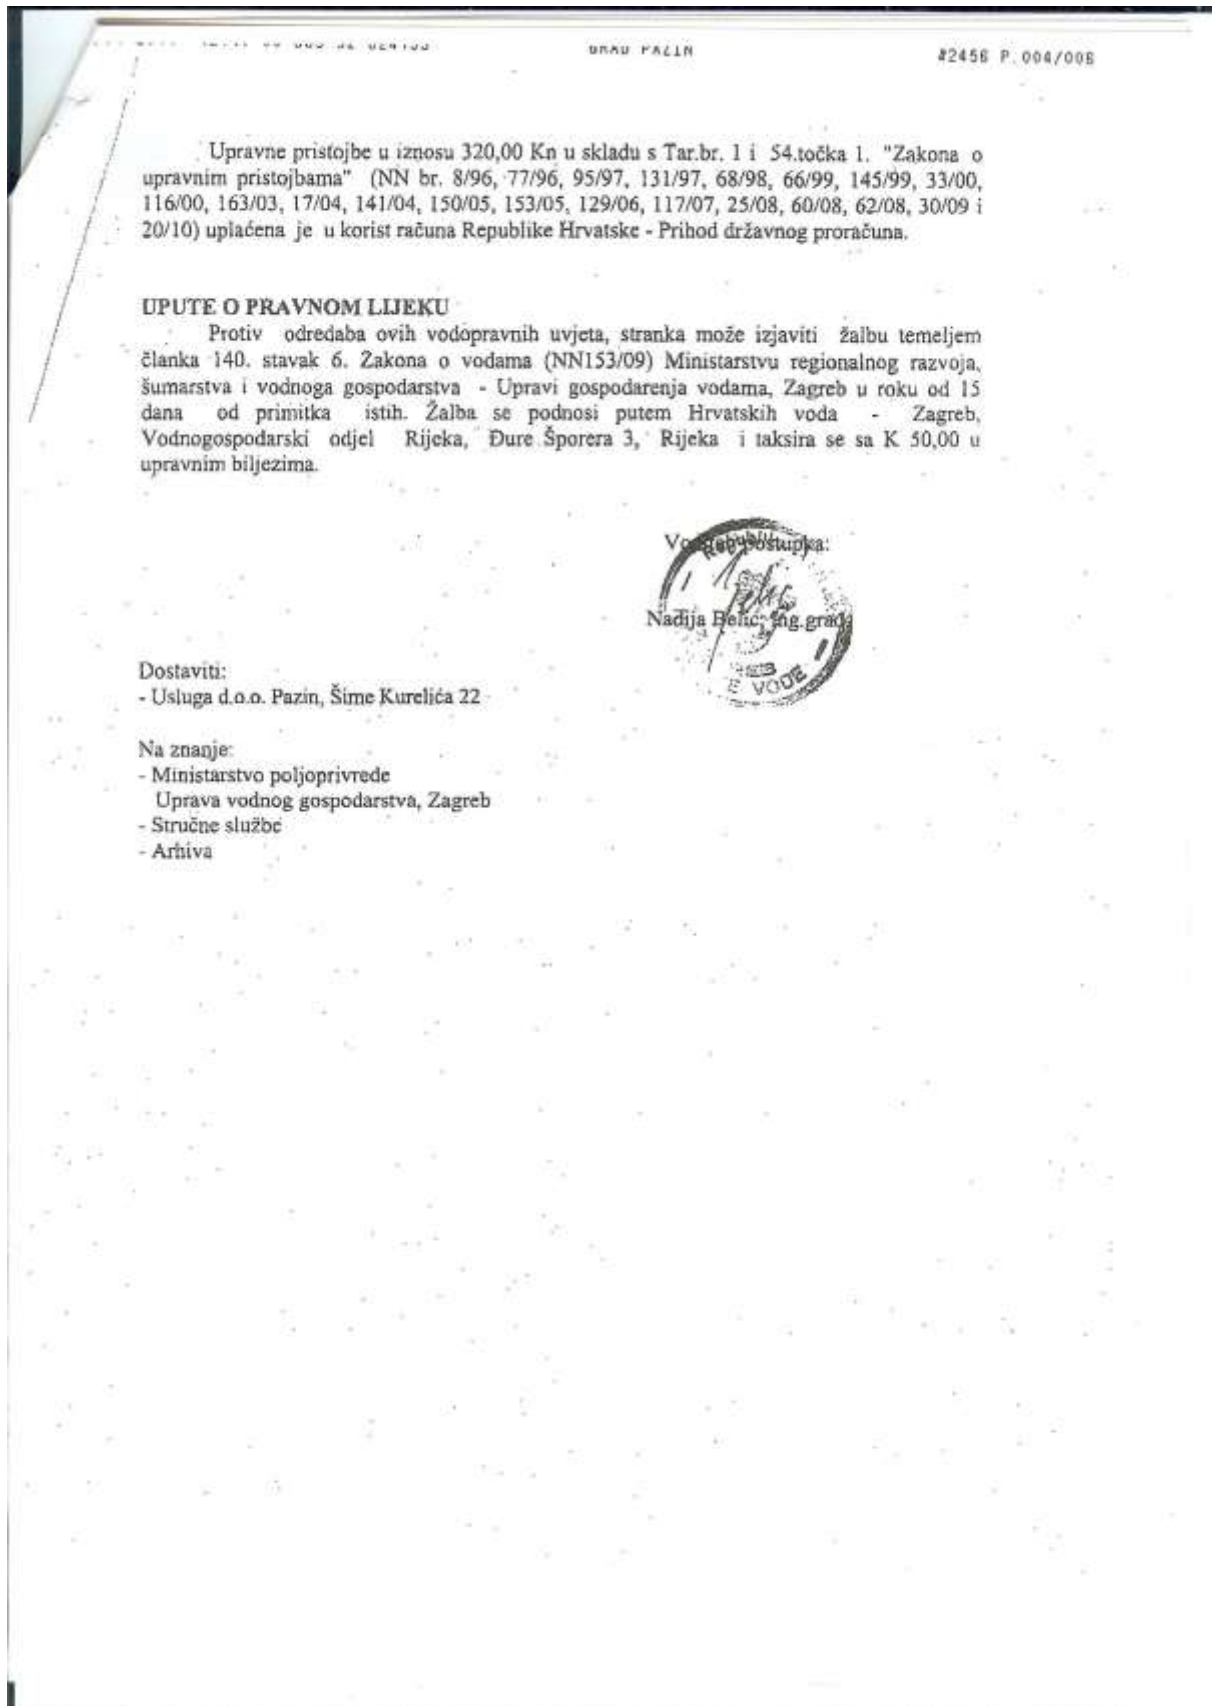 GRAD PAZIN
#2456 P.004/006
Upravne pristojbe u iznosu 320,00 Kn u skladu s Tar.br. 1 i 54.točka 1. "Zakona o
upravnim pristojbama" (NN br. 8/96, 77/96, 95/97, 131/97, 68/98, 66/99, 145/99, 33/00,
116/00, 163/03, 17/04, 141/04, 150/05, 153/05, 129/06, 117/07, 25/08, 60/08, 62/08, 30/09 i
20/10) uplaćena je u korist računa Republike Hrvatske - Prihod državnog proračuna.
UPUTE O PRAVNOM LIJEKU
Protiv odredaba ovih vodopravnih uvjeta, stranka može izjaviti žalbu temeljem
članka 140. stavak 6. Zakona o vodama (NN153/09) Ministarstvu regionalnog razvoja,
šumarstva i vodnoga gospodarstva - Upravi gospodarenja vodama, Zagreb u roku od 15
dana od primitka istih. Žalba se podnosi putem Hrvatskih voda - Zagreb,
Vodnogospodarski odjel Rijeka, Đure Šporera 3, Rijeka i taksira se sa K 50,00 u
upravnim biljezima.
postupka:
Nadija Belić, ing.građ.
E VODE
Dostaviti:
- Usluga d.o.o. Pazin, Šime Kurelića 22
Na znanje:
- Ministarstvo poljoprivrede
Uprava vodnog gospodarstva, Zagreb
- Stručne službe
- Arhiva